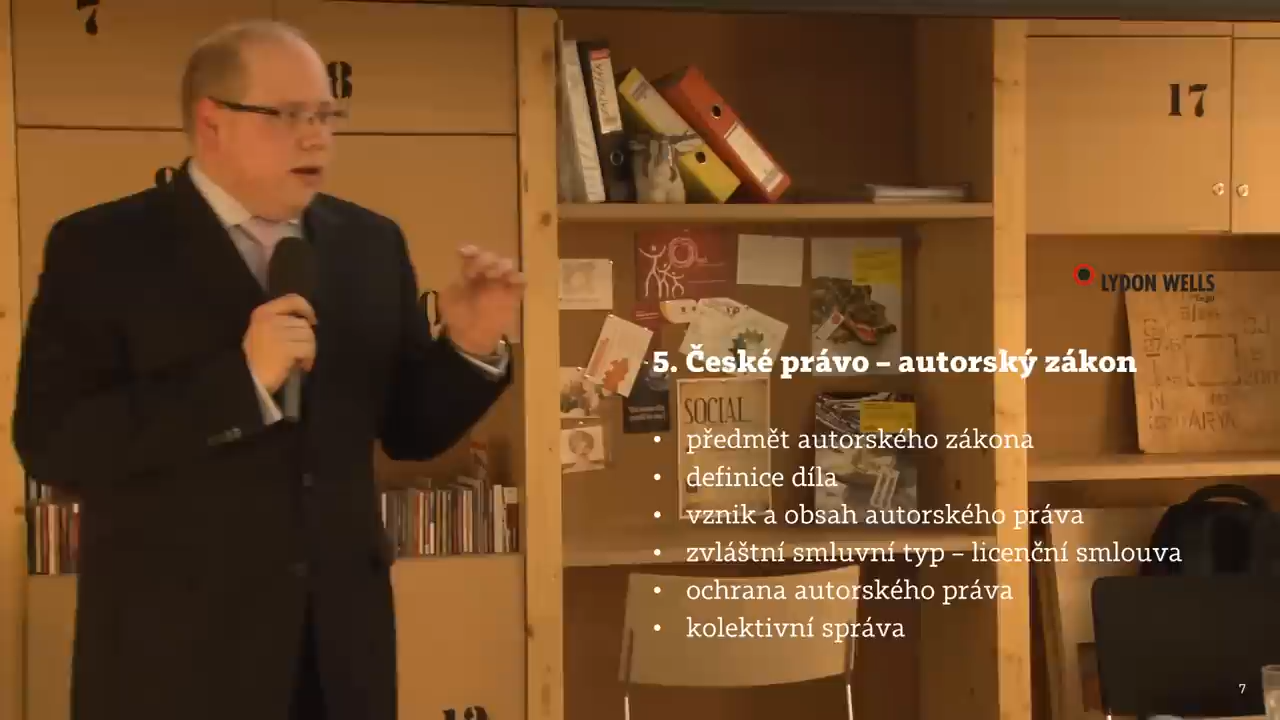 7
8
17
LYDON WELLS
5. České právo – autorský zákon
SOCIAL
• předmět autorského zákona
• definice díla
• vznik a obsah autorského práva
• zvláštní smluvní typ – licenční smlouva
• ochrana autorského práva
• kolektivní správa
7